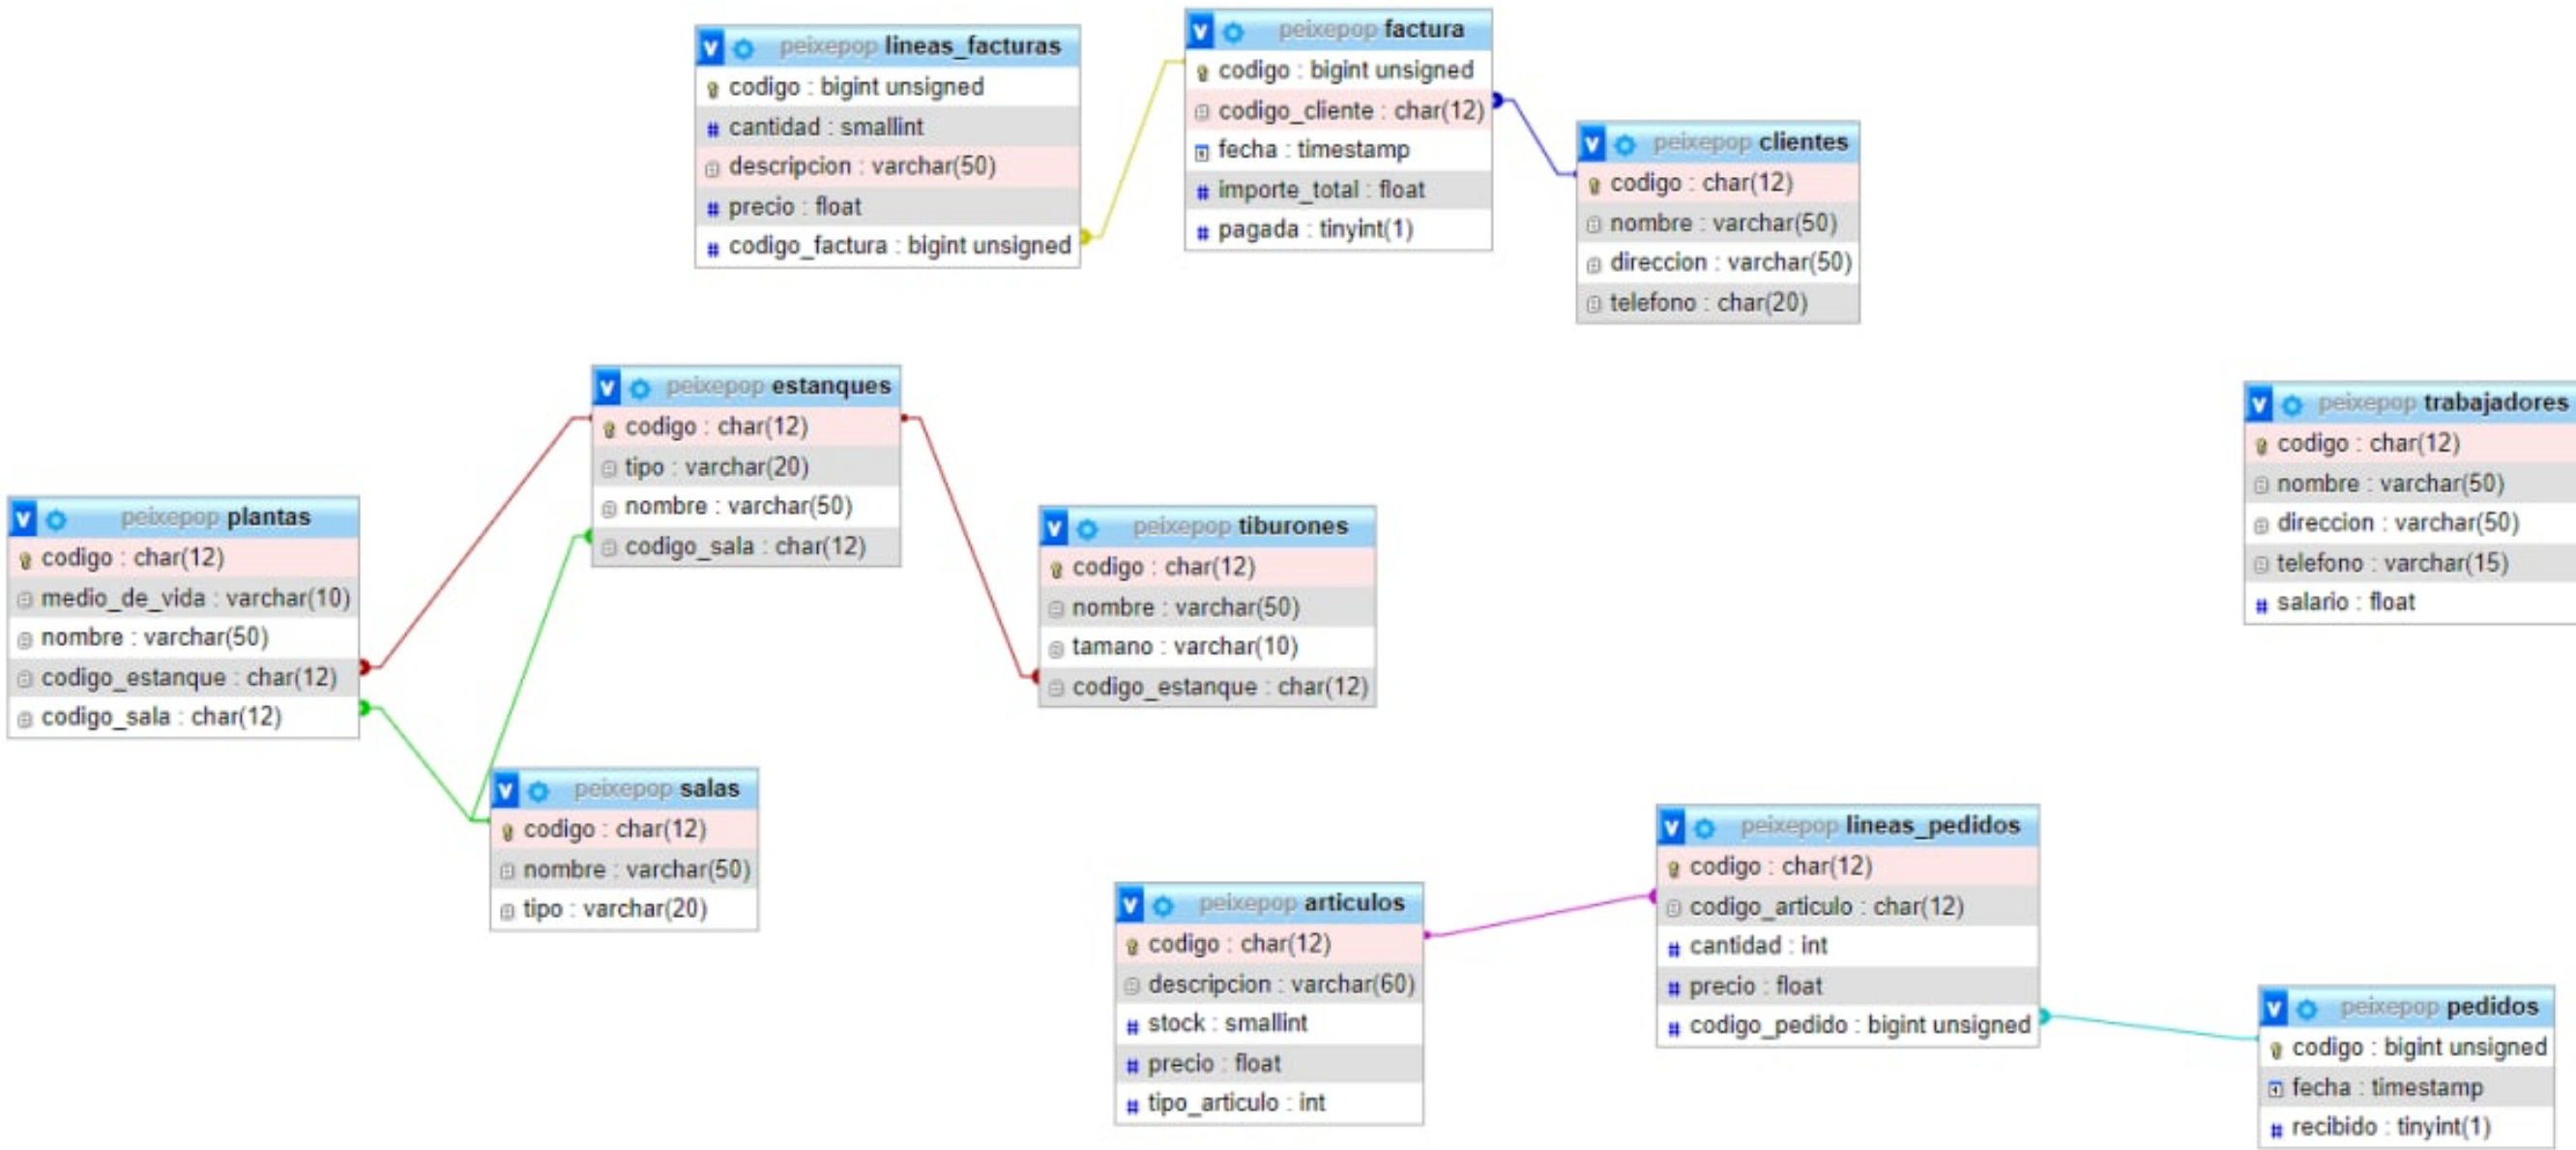 peixepop lineas_facturas
codigo : bigint unsigned
cantidad : smallint
descripcion : varchar(50)
precio : float
codigo_factura : bigint unsigned
peixepop factura
codigo : bigint unsigned
codigo_cliente : char(12)
fecha : timestamp
importe_total : float
pagada : tinyint(1)
peixepop clientes
codigo : char(12)
nombre : varchar(50)
direccion : varchar(50)
telefono : char(20)
peixepop estanques
codigo : char(12)
tipo : varchar(20)
nombre : varchar(50)
codigo_sala : char(12)
peixepop trabajadores
codigo : char(12)
nombre : varchar(50)
direccion : varchar(50)
telefono : varchar(15)
salario : float
peixepop plantas
codigo : char(12)
medio_de_vida : varchar(10)
nombre : varchar(50)
codigo_estanque : char(12)
codigo_sala : char(12)
peixepop tiburones
codigo : char(12)
nombre : varchar(50)
tamano : varchar(10)
codigo_estanque : char(12)
peixepop salas
codigo : char(12)
nombre : varchar(50)
tipo : varchar(20)
peixepop articulos
codigo : char(12)
descripcion : varchar(60)
stock : smallint
precio : float
tipo_articulo : int
peixepop lineas_pedidos
codigo : char(12)
codigo_articulo : char(12)
cantidad : int
precio : float
codigo_pedido : bigint unsigned
peixepop pedidos
codigo : bigint unsigned
fecha : timestamp
recibido : tinyint(1)